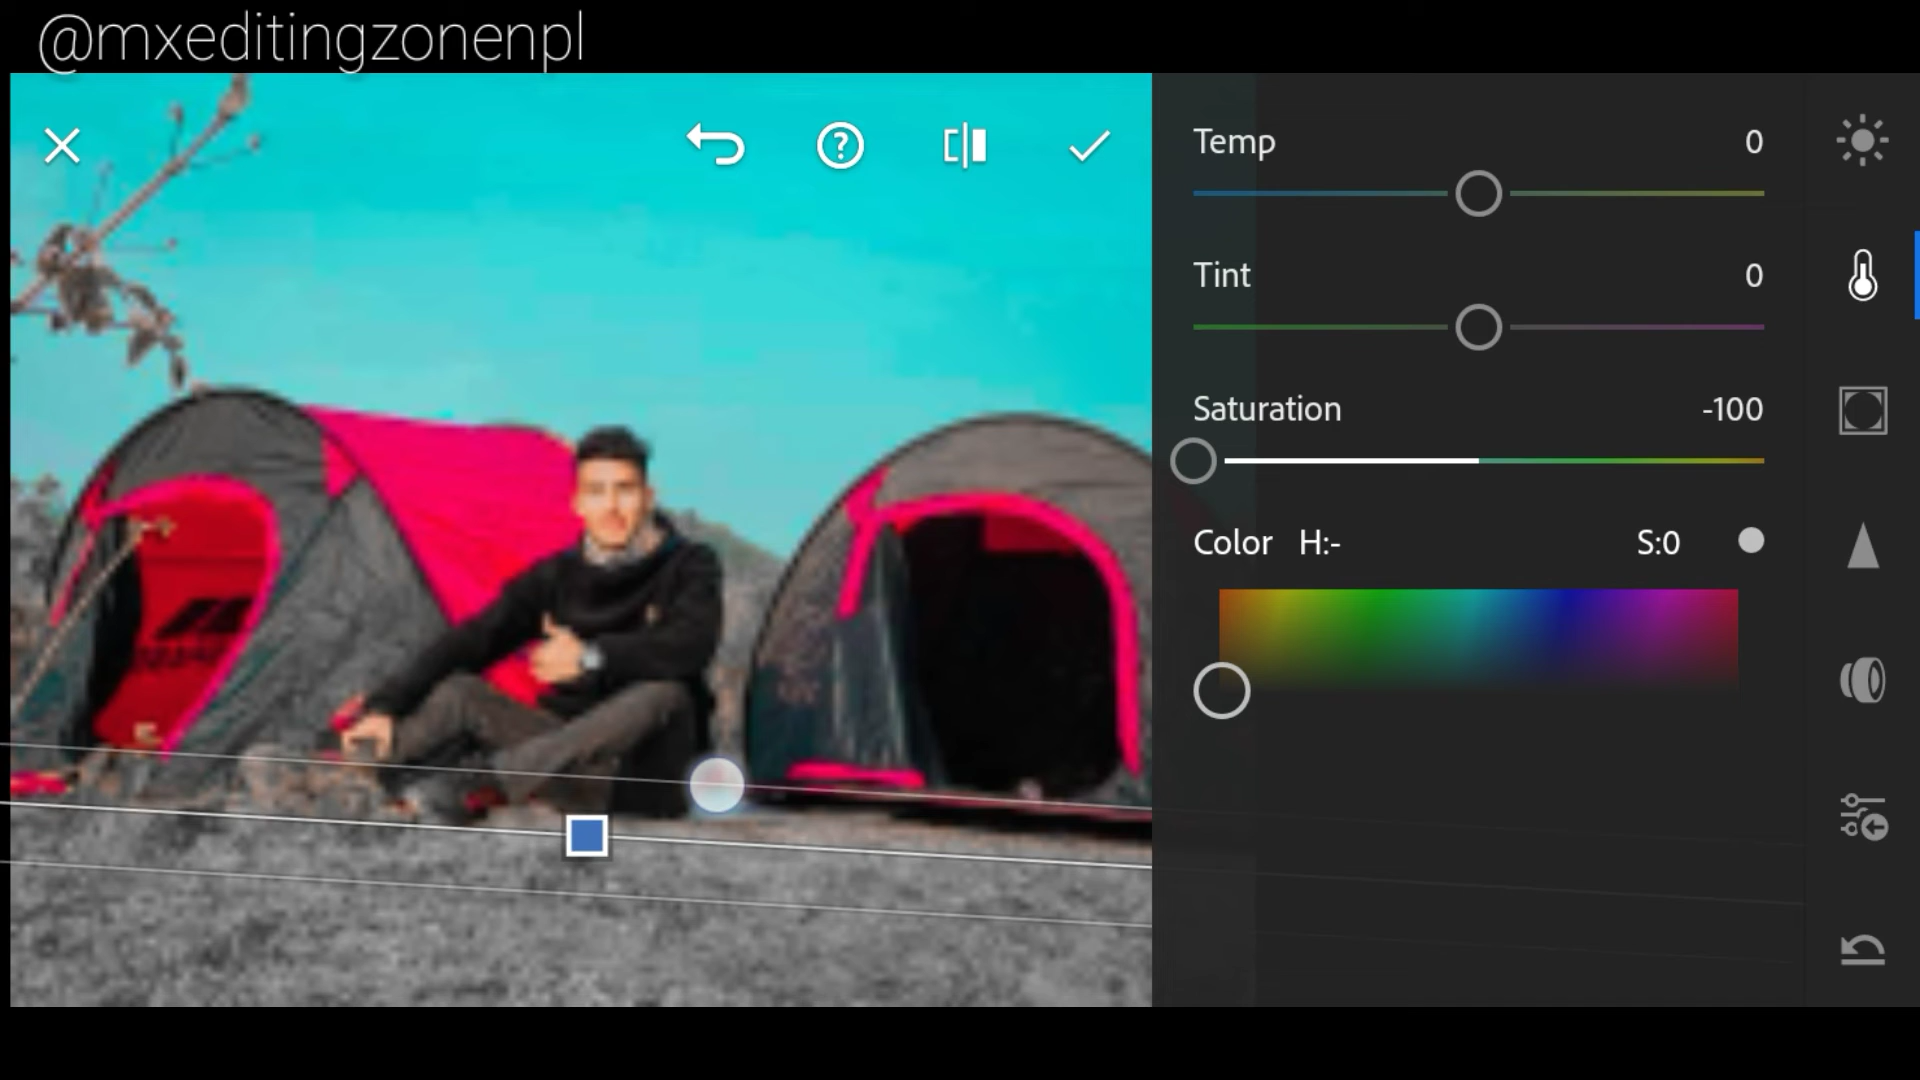 @mxeditingzonenpl
Temp 0
Tint 0
Saturation -100
Color H:- S:0